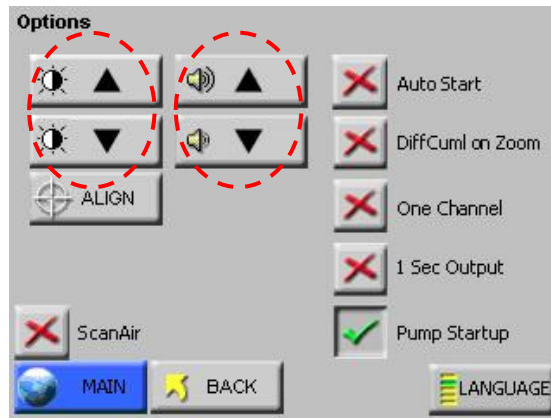 Options
Auto Start
DiffCuml on Zoom
ALIGN
One Channel
1 Sec Output
ScanAir
Pump Startup
MAIN
BACK
LANGUAGE